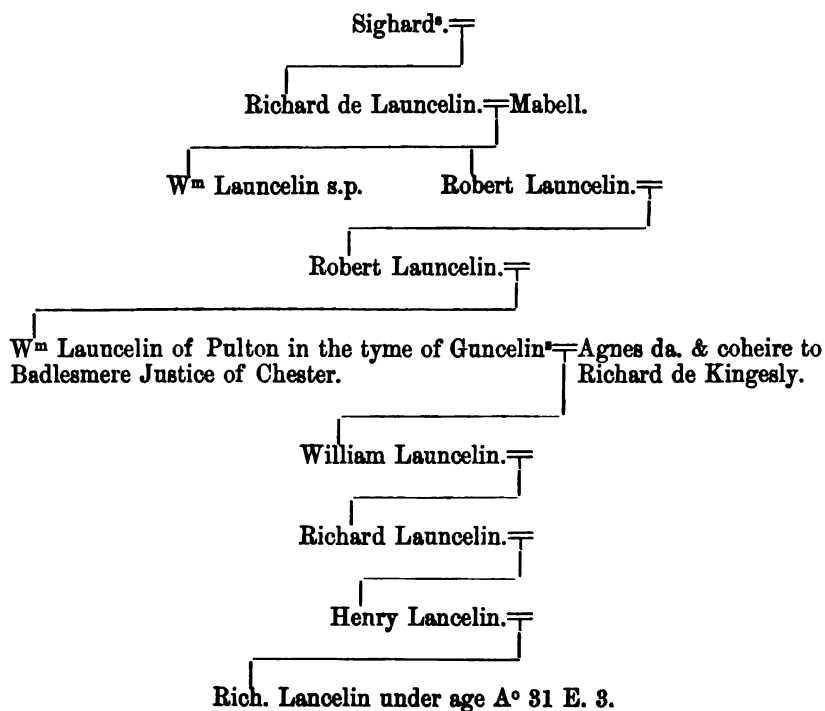 Sighardˢ.
Richard de Launcelin. Mabell.
Wᵐ Launcelin s.p. Robert Launcelin.
Robert Launcelin.
Wᵐ Launcelin of Pulton in the tyme of Guncelinˢ Agnes da. & coheire to
Badlesmere Justice of Chester. Richard de Kingesly.
William Launcelin.
Richard Launcelin.
Henry Lancelin.
Rich. Lancelin under age Aᵒ 31 E. 3.